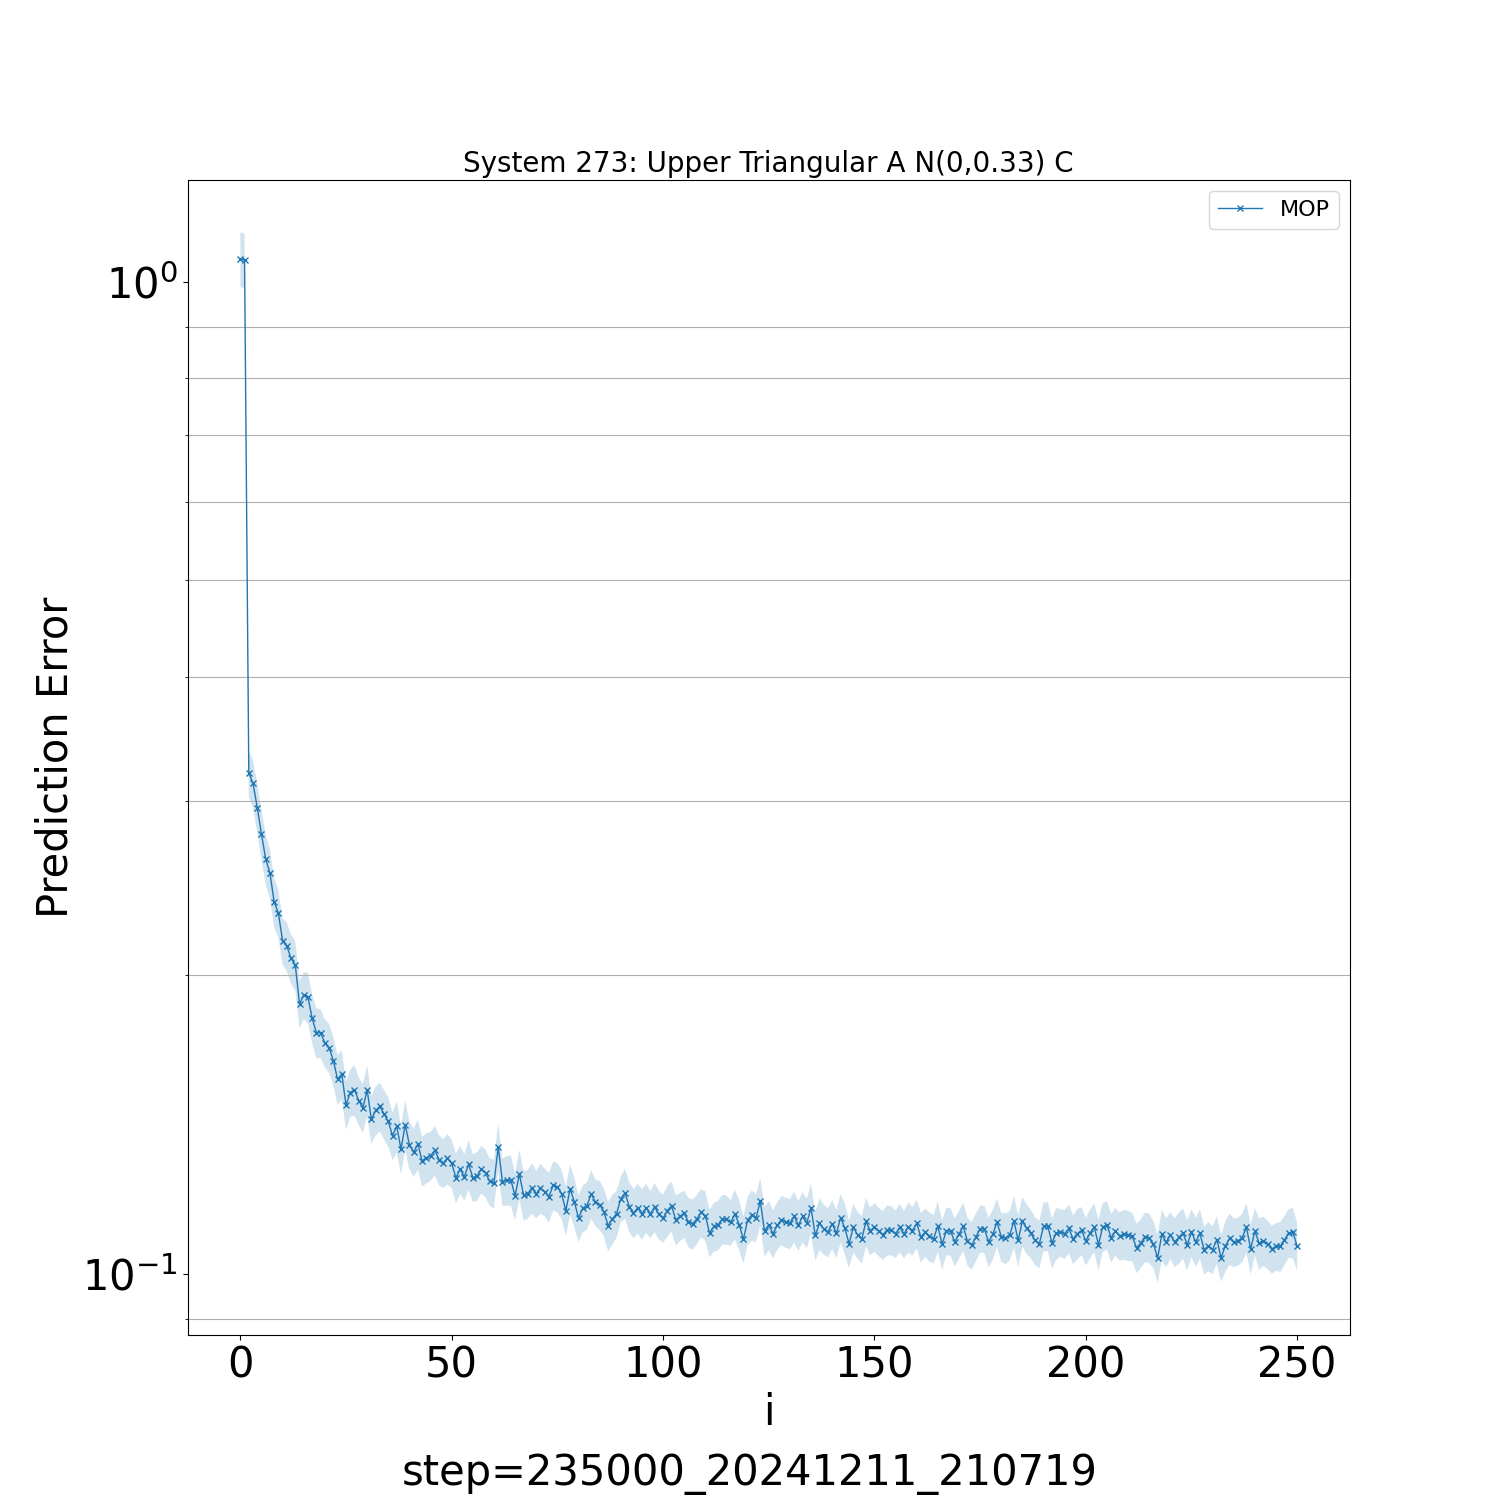 System 273: Upper Triangular A N(0,0.33) C
MOP
10⁰
10⁻¹
Prediction Error
0 50 100 150 200 250
i
step=235000_20241211_210719